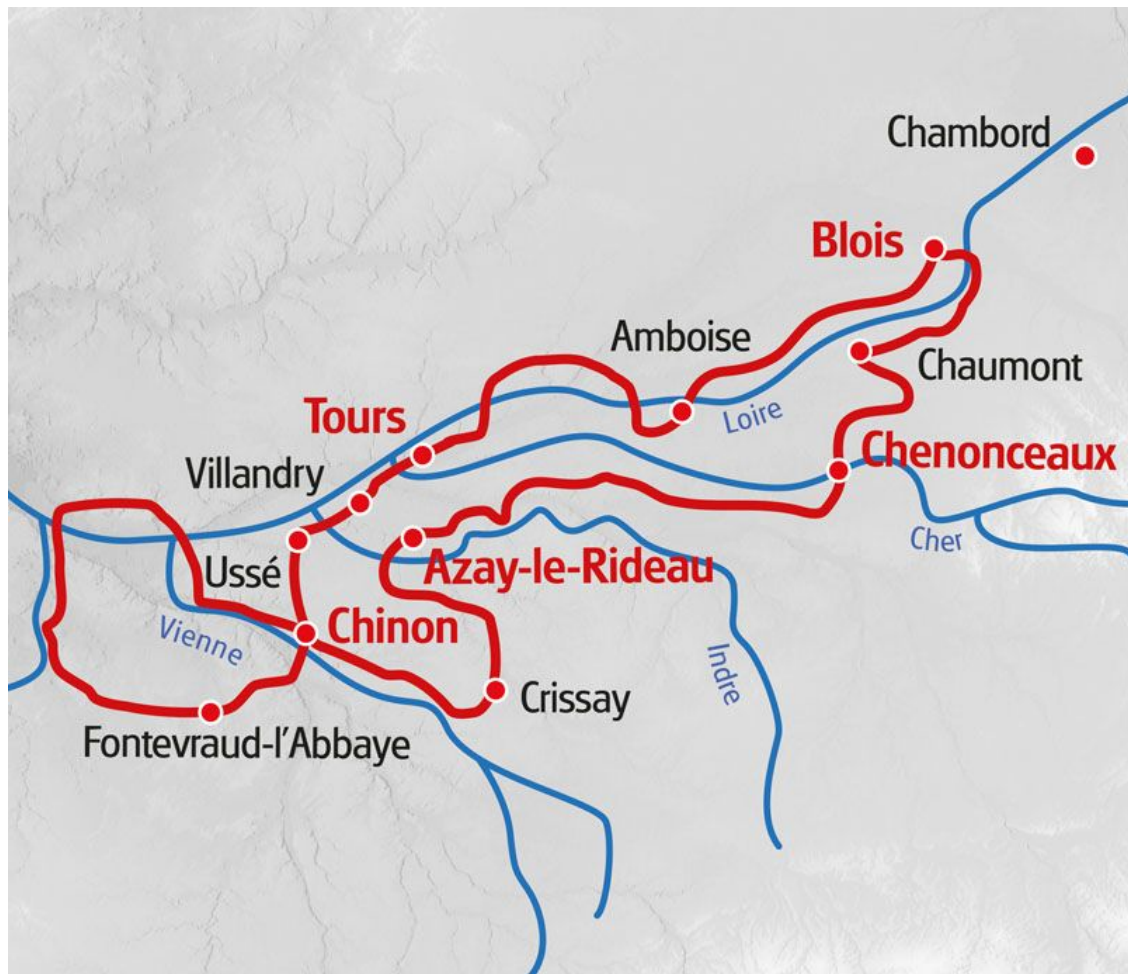 Chambord
Blois
Amboise
Chaumont
Loire
Tours
Chenonceaux
Villandry
Cher
Ussé
Azay-le-Rideau
Chinon
Vienne
Indre
Crissay
Fontevraud-l'Abbaye